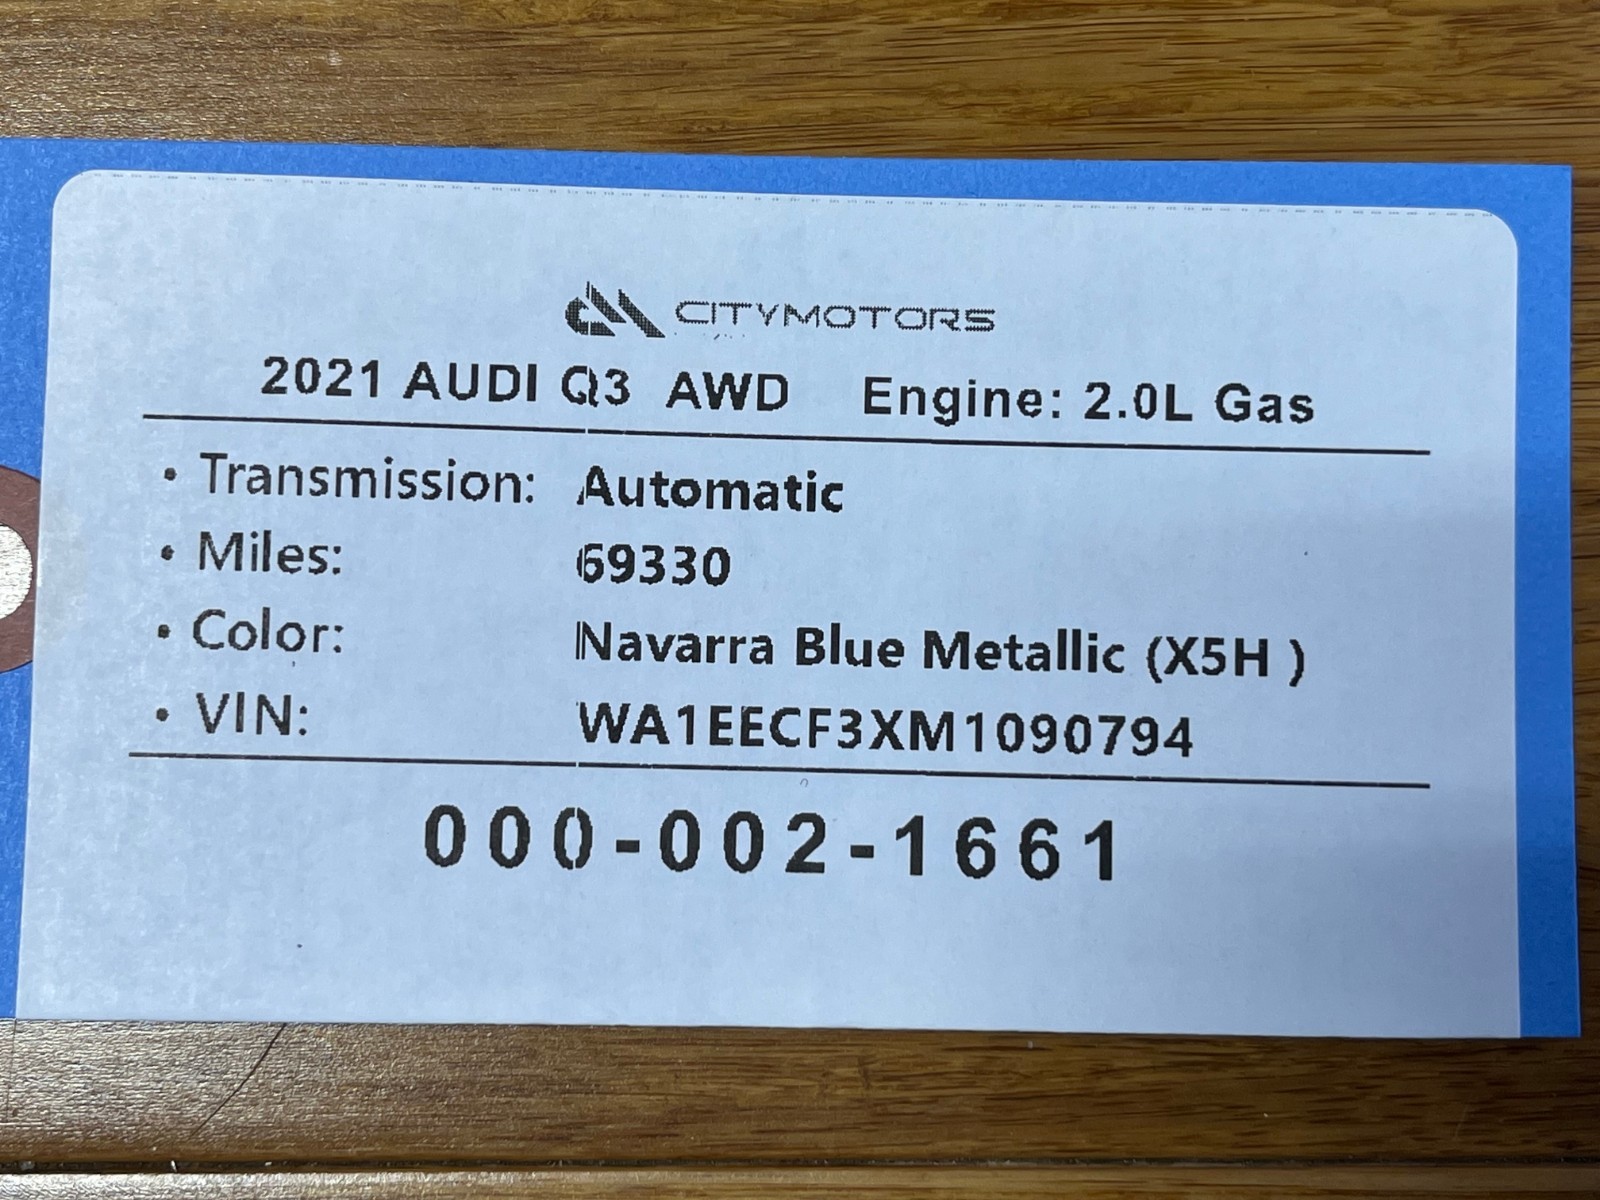 CITYMOTORS
2021 AUDI Q3 AWD Engine: 2.0L Gas
• Transmission: Automatic
• Miles: 69330
• Color: Navarra Blue Metallic (X5H )
• VIN: WA1EECF3XM1090794
000-002-1661